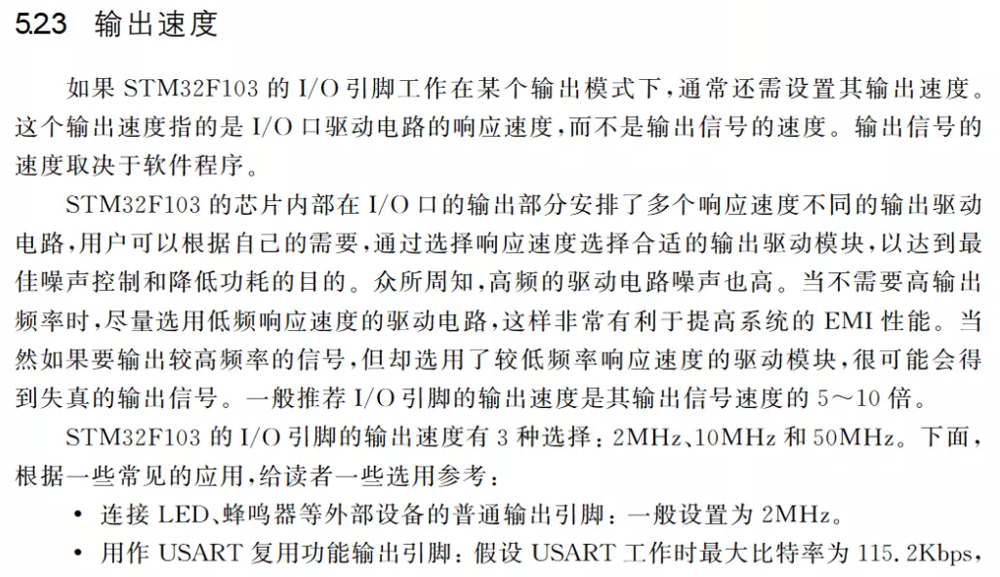 5.2.3 输出速度
如果 STM32F103 的 I/O 引脚工作在某个输出模式下,通常还需设置其输出速度。
这个输出速度指的是 I/O 口驱动电路的响应速度,而不是输出信号的速度。输出信号的
速度取决于软件程序。
STM32F103 的芯片内部在 I/O 口的输出部分安排了多个响应速度不同的输出驱动
电路,用户可以根据自己的需要,通过选择响应速度选择合适的输出驱动模块,以达到最
佳噪声控制和降低功耗的目的。众所周知,高频的驱动电路噪声也高。当不需要高输出
频率时,尽量选用低频响应速度的驱动电路,这样非常有利于提高系统的 EMI 性能。当
然如果要输出较高频率的信号,但却选用了较低频率响应速度的驱动模块,很可能会得
到失真的输出信号。一般推荐 I/O 引脚的输出速度是其输出信号速度的 5~10 倍。
STM32F103 的 I/O 引脚的输出速度有 3 种选择:2MHz、10MHz 和 50MHz。下面,
根据一些常见的应用,给读者一些选用参考:
• 连接 LED、蜂鸣器等外部设备的普通输出引脚:一般设置为 2MHz。
• 用作 USART 复用功能输出引脚:假设 USART 工作时最大比特率为 115.2Kbps,